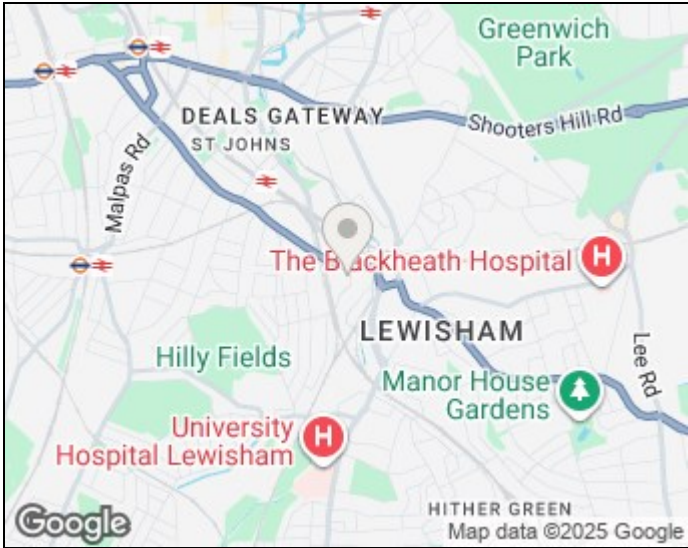 Greenwich
Park
DEALS GATEWAY
Shooters Hill Rd
ST JOHNS
Malpas Rd
The Blackheath Hospital
H
LEWISHAM
Lee Rd
Hilly Fields
Manor House
Gardens
University
Hospital Lewisham
H
HITHER GREEN
Google
Map data ©2025 Google